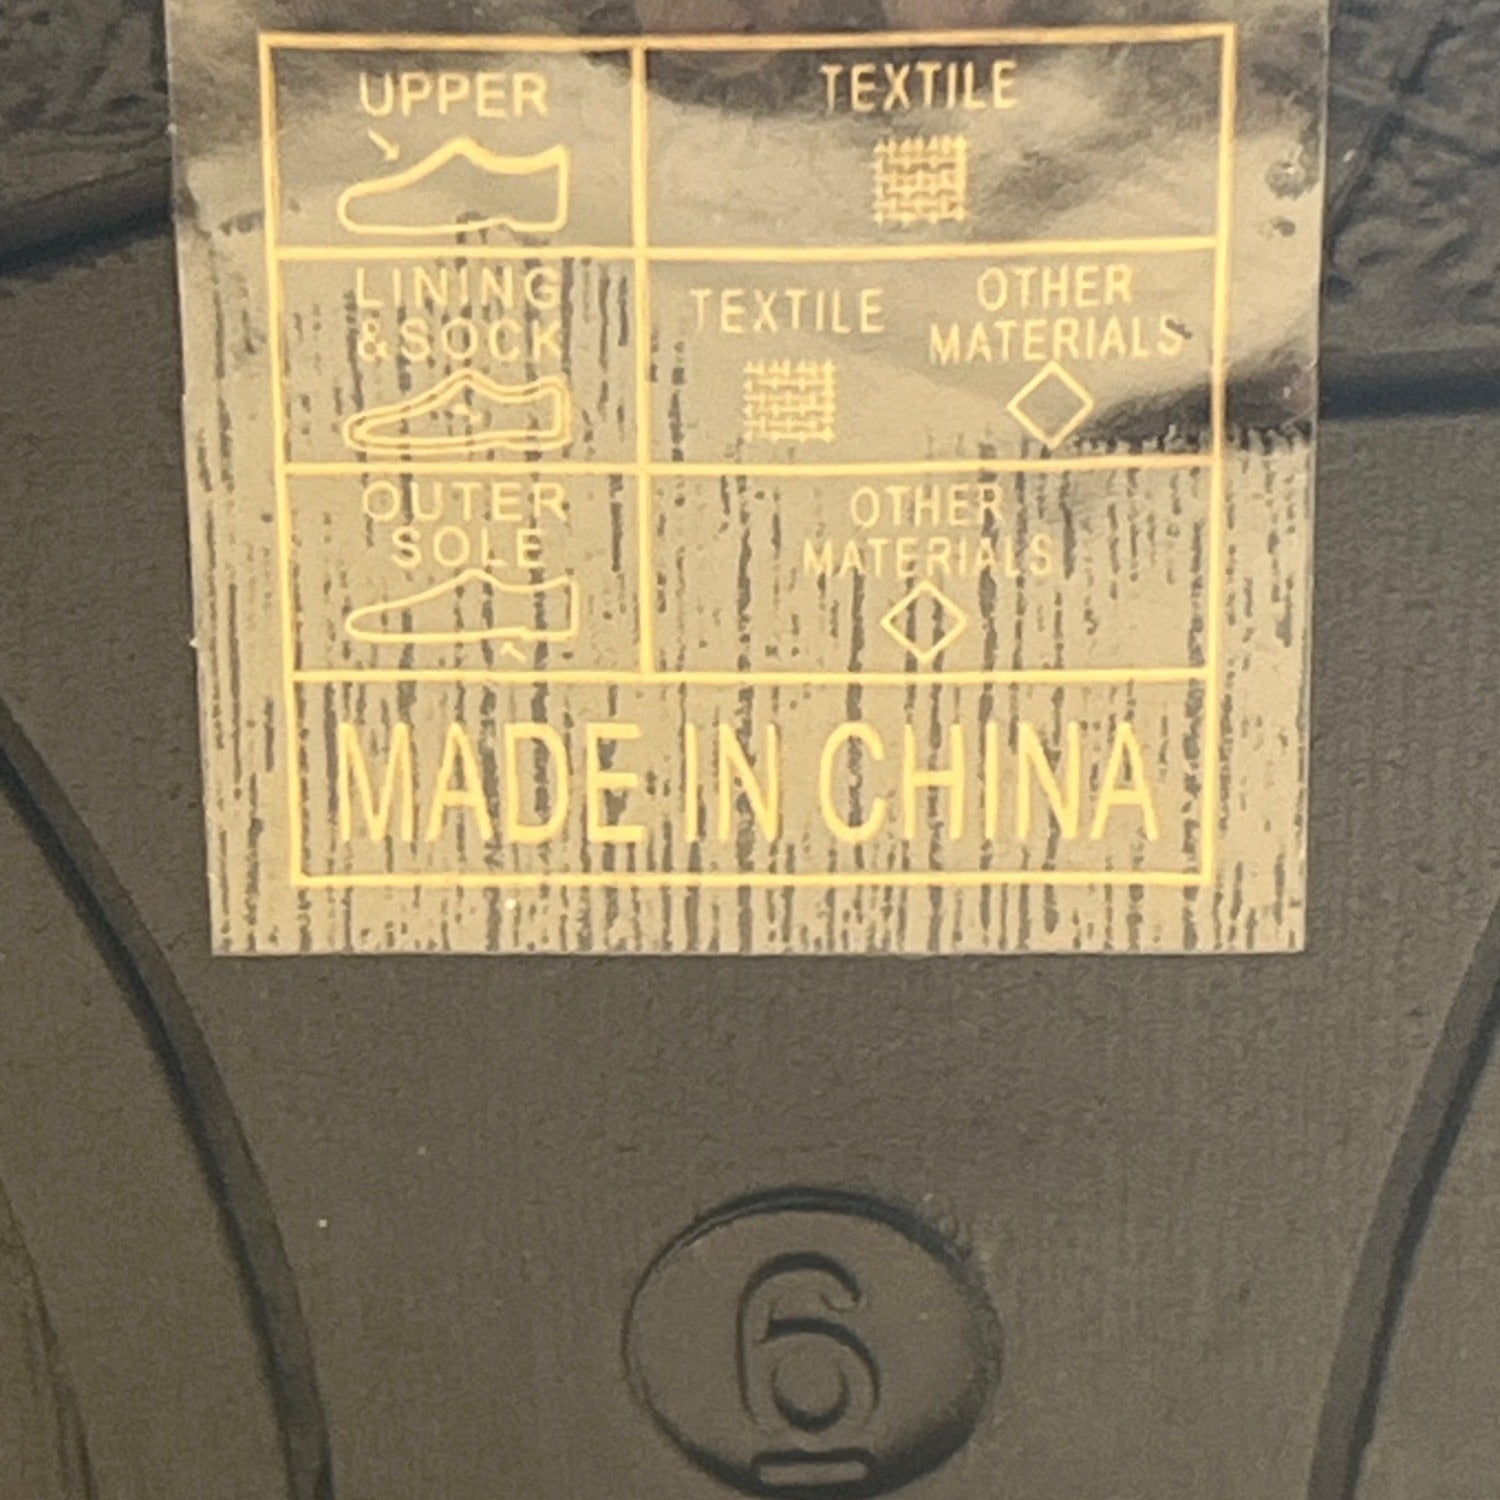 UPPER
TEXTILE
LINING
&SOCK
TEXTILE
OTHER
MATERIALS
OUTER
SOLE
OTHER
MATERIALS
MADE IN CHINA
6